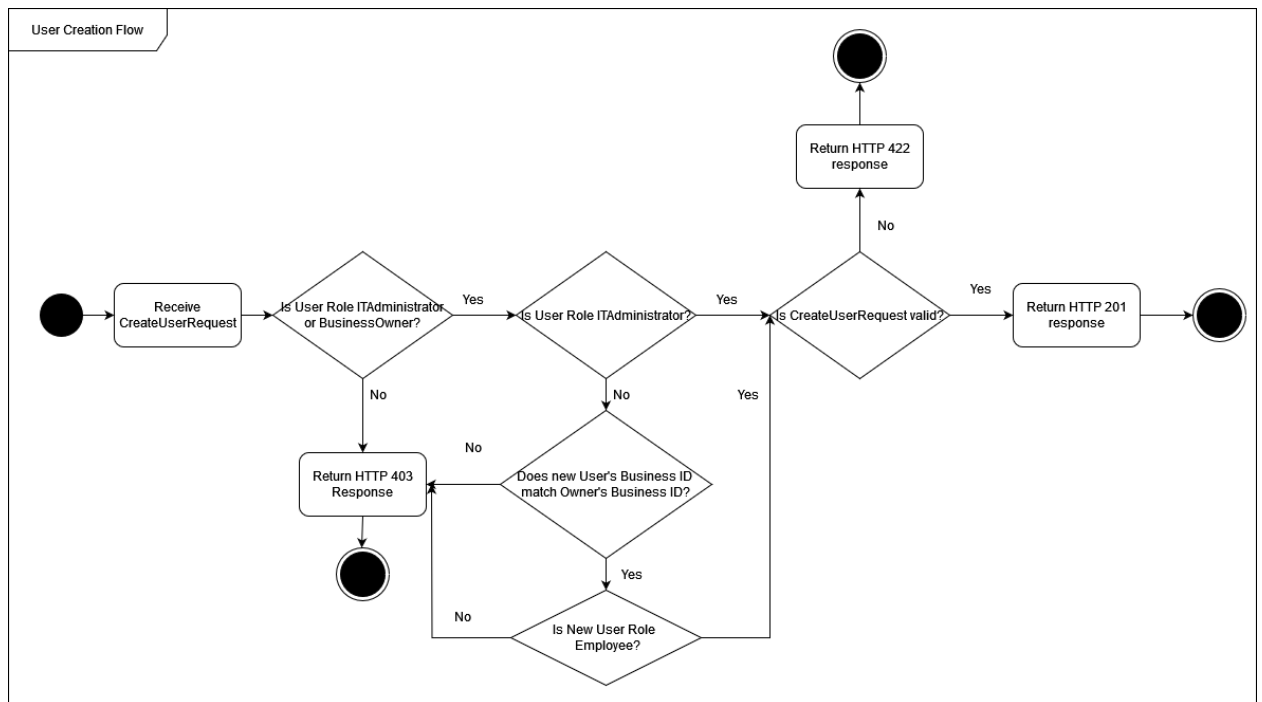 User Creation Flow
Return HTTP 422
response
No
Receive
CreateUserRequest
Is User Role ITAdministrator
or BusinessOwner?
Yes
Is User Role ITAdministrator?
Yes
Is CreateUserRequest valid?
Yes
Return HTTP 201
response
No
No
Yes
Return HTTP 403
Response
No
Does new User's Business ID
match Owner's Business ID?
Yes
No
Is New User Role
Employee?